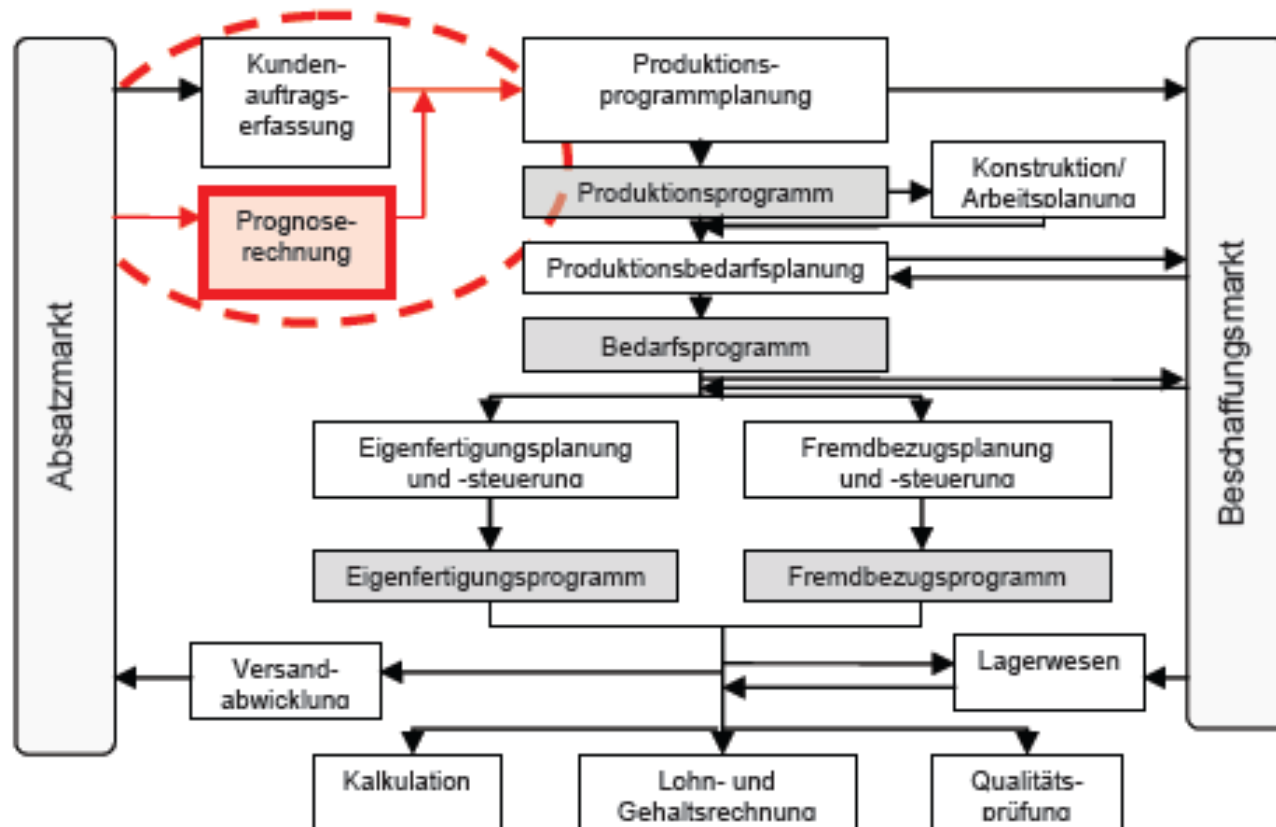 Absatzmarkt
Kunden-
auftrags-
erfassung
Prognose-
rechnung
Produktions-
programmplanung
Produktionsprogramm
Konstruktion/
Arbeitsplanung
Produktionsbedarfsplanung
Bedarfsprogramm
Eigenfertigungsplanung
und -steuerung
Fremdbezugsplanung
und -steuerung
Eigenfertigungsprogramm
Fremdbezugsprogramm
Versand-
abwicklung
Lagerwesen
Kalkulation
Lohn- und
Gehaltsrechnung
Qualitäts-
prüfung
Beschaffungsmarkt